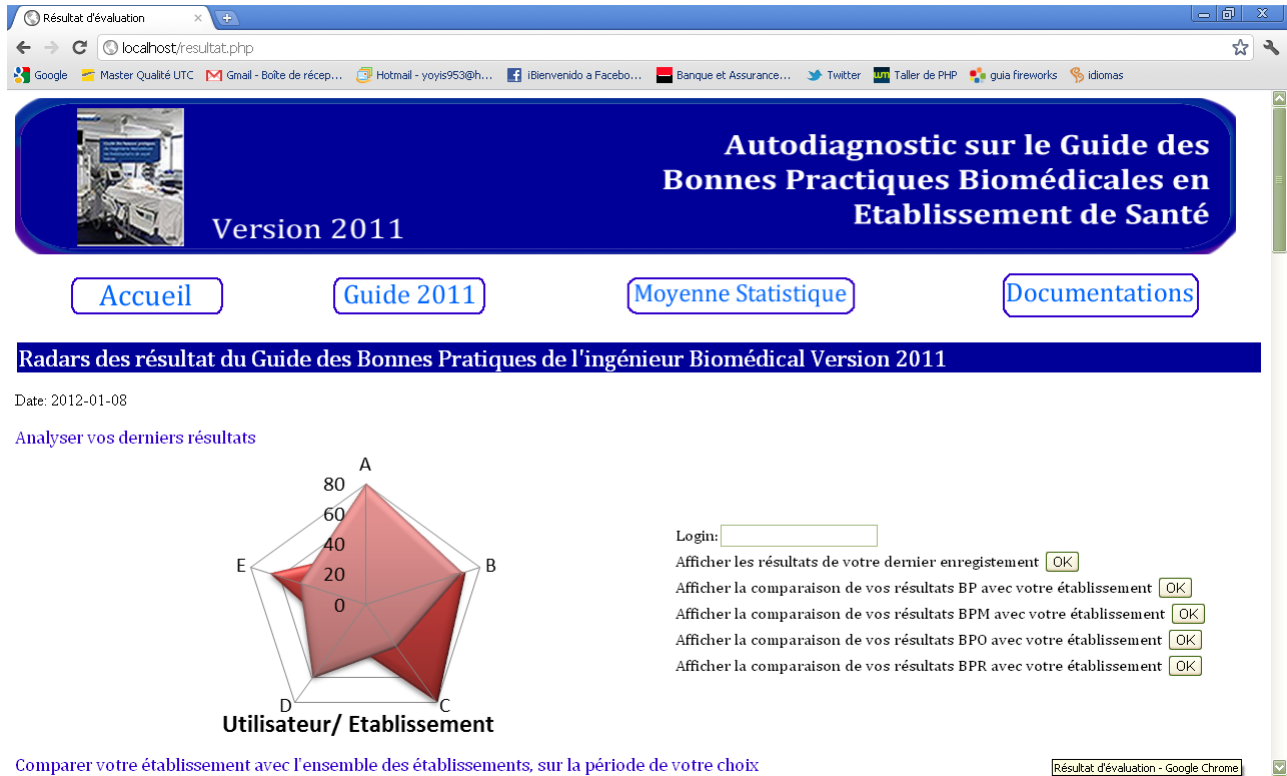 Résultat d'évaluation
localhost/resultat.php
Google Master Qualité UTC Gmail - Boîte de récep... Hotmail - yoyis953@h... ¡Bienvenido a Facebo... Banque et Assurance... Twitter Taller de PHP guia fireworks idiomas
Autodiagnostic sur le Guide des
Bonnes Practiques Biomédicales en
Etablissement de Santé
Version 2011
Accueil Guide 2011 Moyenne Statistique Documentations
Radars des résultat du Guide des Bonnes Pratiques de l'ingénieur Biomédical Version 2011
Date: 2012-01-08
Analyser vos derniers résultats
A
80
60
40
20
0
E
B
D
C
Utilisateur/ Etablissement
Login:
Afficher les résultats de votre dernier enregistement OK
Afficher la comparaison de vos résultats BP avec votre établissement OK
Afficher la comparaison de vos résultats BPM avec votre établissement OK
Afficher la comparaison de vos résultats BPO avec votre établissement OK
Afficher la comparaison de vos résultats BPR avec votre établissement OK
Comparer votre établissement avec l'ensemble des établissements, sur la période de votre choix
Résultat d'évaluation - Google Chrome